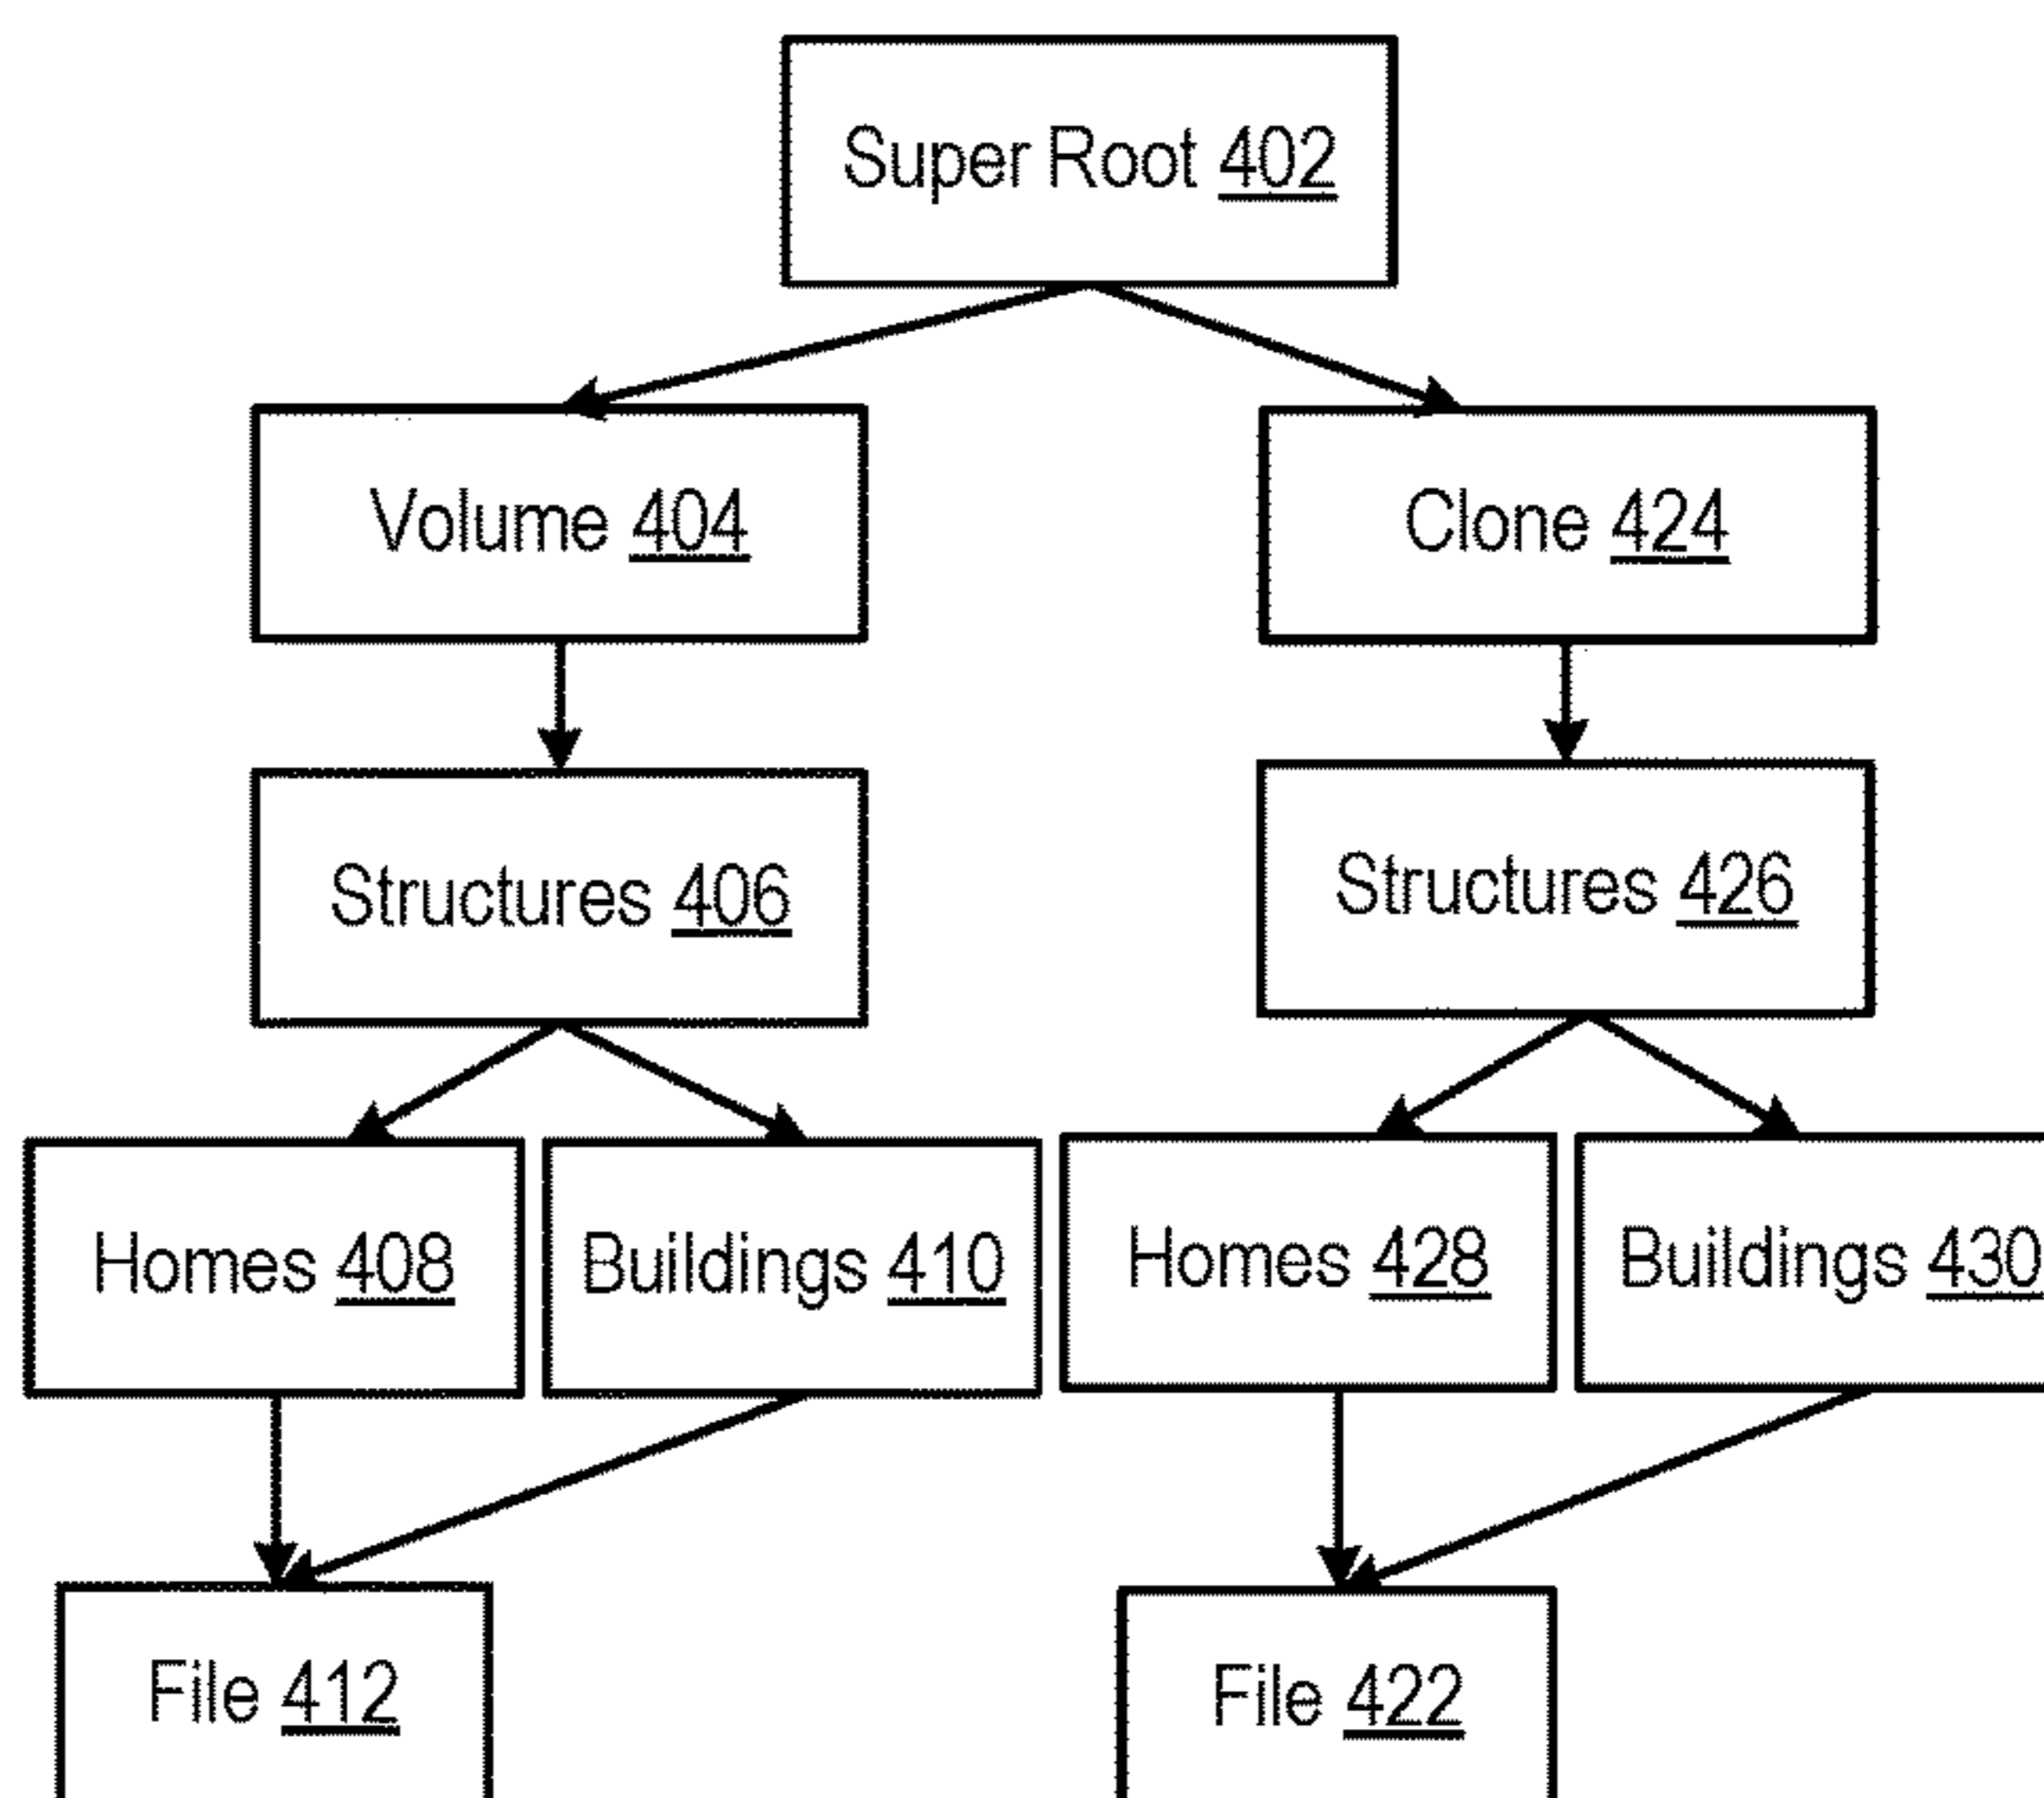 Super Root 402
Volume 404
Clone 424
Structures 406
Structures 426
Homes 408
Buildings 410
Homes 428
Buildings 430
File 412
File 422